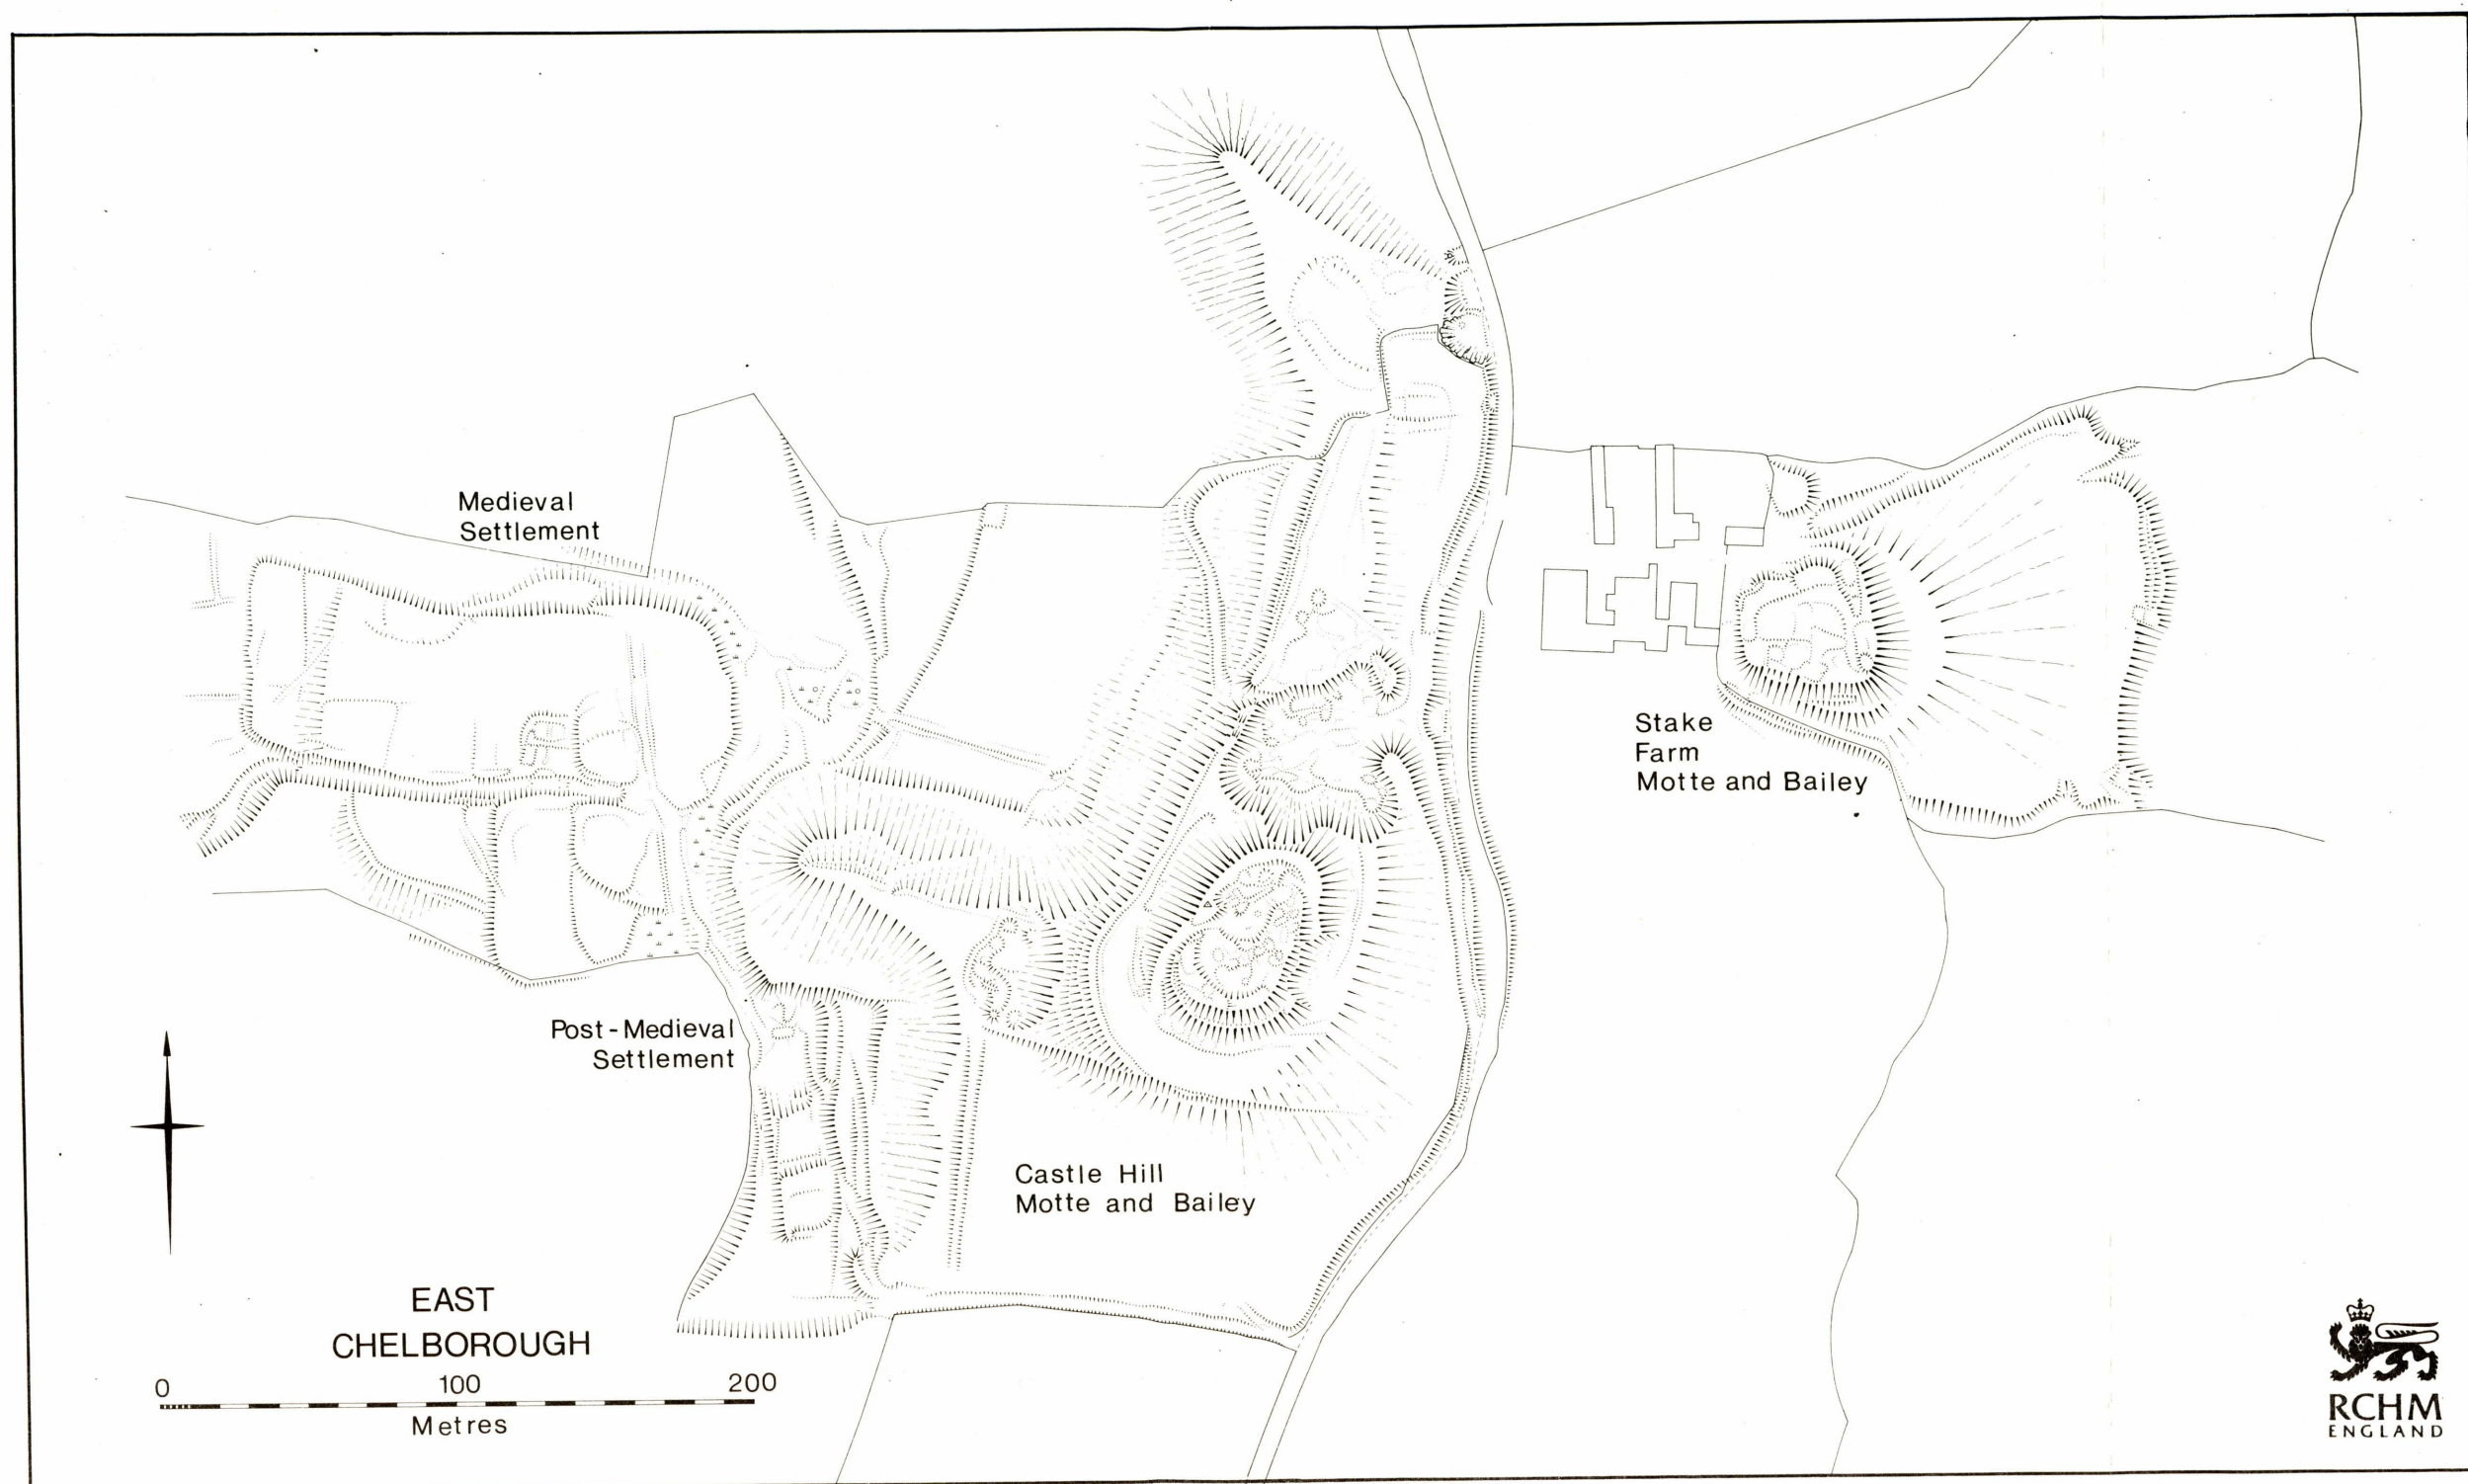 Medieval
Settlement
Stake
Farm
Motte and Bailey
Post-Medieval
Settlement
Castle Hill
Motte and Bailey
EAST
CHELBOROUGH
0 100 200
Metres
RCHM
ENGLAND